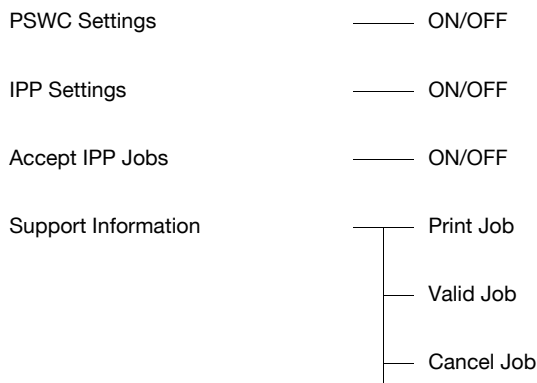 PSWC Settings ON/OFF
IPP Settings ON/OFF
Accept IPP Jobs ON/OFF
Support Information Print Job
Valid Job
Cancel Job